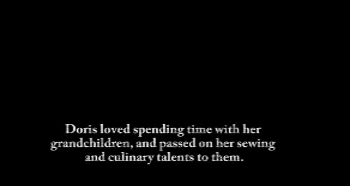 Doris loved spending time with her
grandchildren, and passed on her sewing
and culinary talents to them.